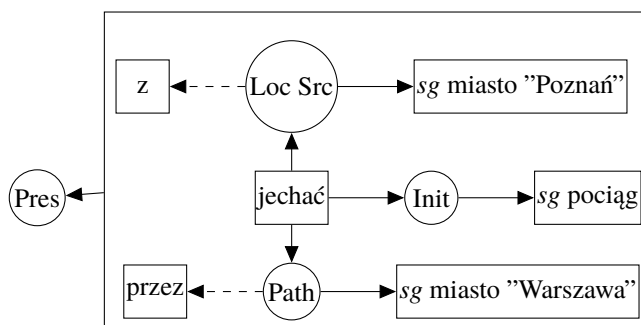 z
Loc Src
sg miasto ”Poznań”
Pres
jechać
Init
sg pociąg
przez
Path
sg miasto ”Warszawa”